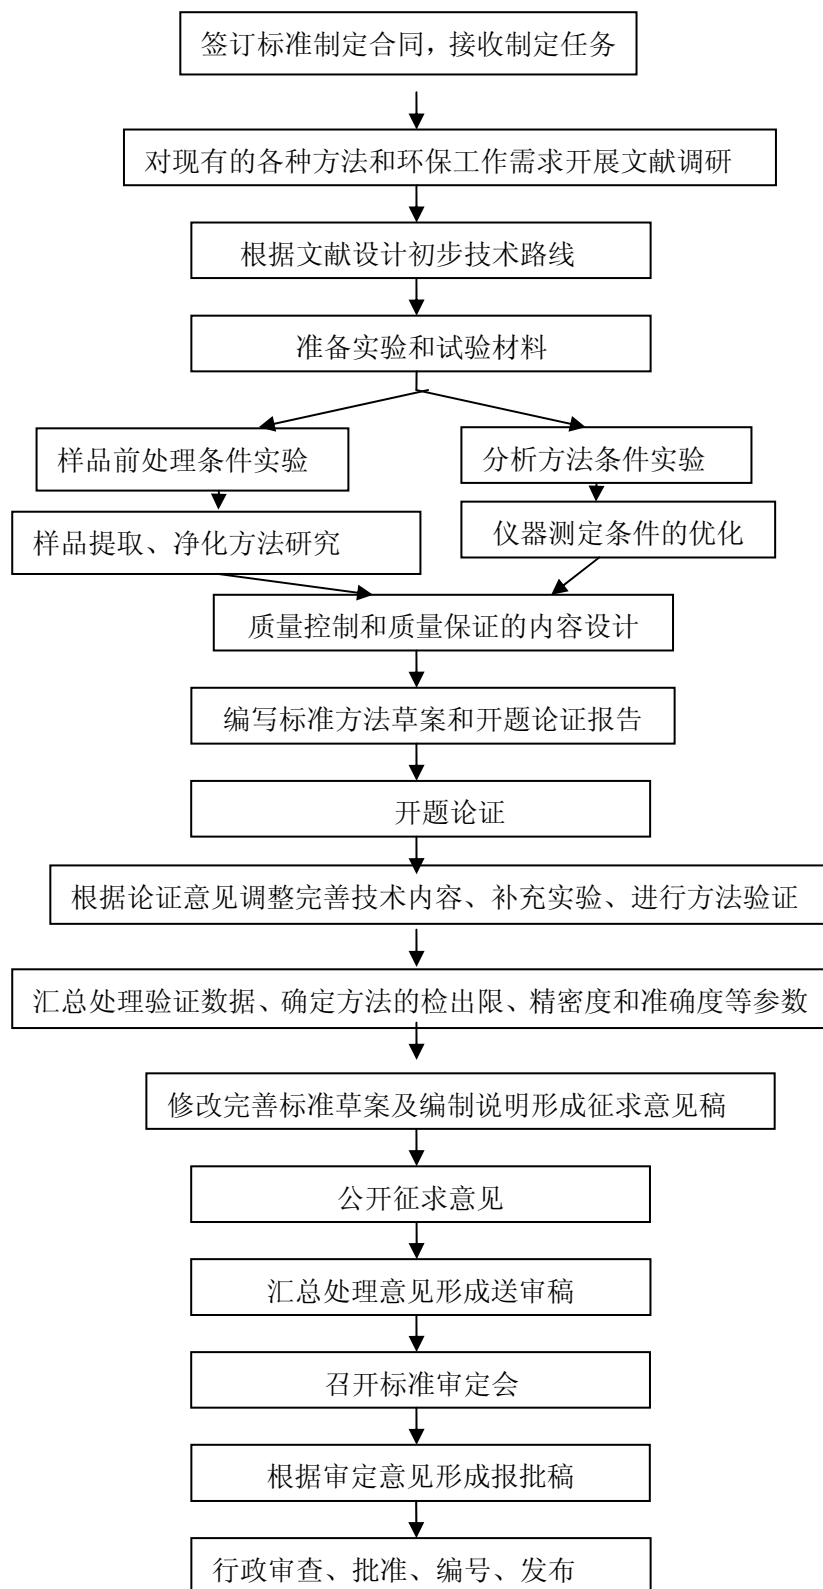 签订标准制定合同，接收制定任务
对现有的各种方法和环保工作需求开展文献调研
根据文献设计初步技术路线
准备实验和试验材料
样品前处理条件实验
分析方法条件实验
样品提取、净化方法研究
仪器测定条件的优化
质量控制和质量保证的内容设计
编写标准方法草案和开题论证报告
开题论证
根据论证意见调整完善技术内容、补充实验、进行方法验证
汇总处理验证数据、确定方法的检出限、精密度和准确度等参数
修改完善标准草案及编制说明形成征求意见稿
公开征求意见
汇总处理意见形成送审稿
召开标准审定会
根据审定意见形成报批稿
行政审查、批准、编号、发布